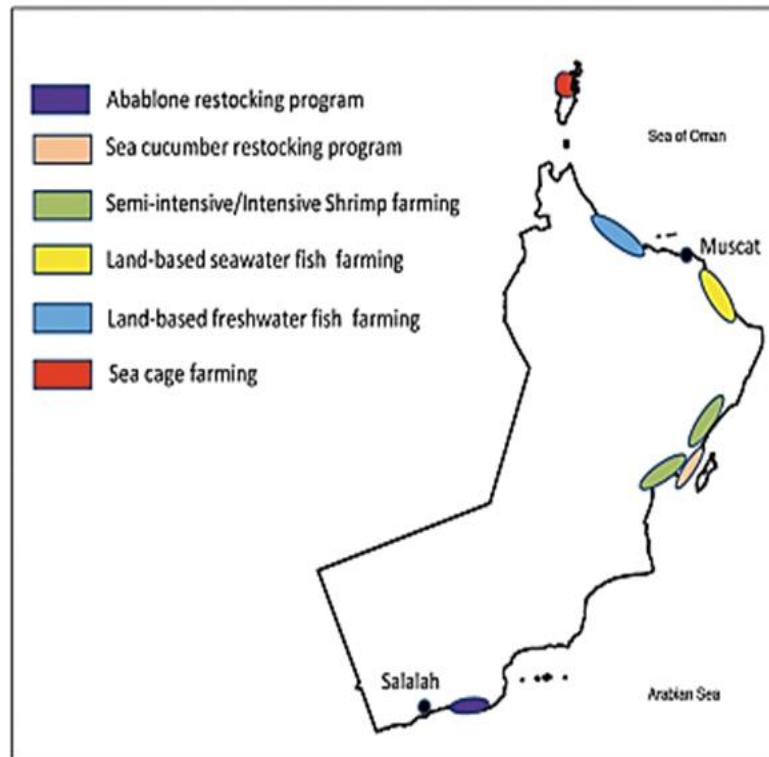 Abablone restocking program
Sea cucumber restocking program
Semi-intensive/Intensive Shrimp farming
Land-based seawater fish farming
Land-based freshwater fish farming
Sea cage farming
Sea of Oman
Muscat
Salalah
Arabian Sea